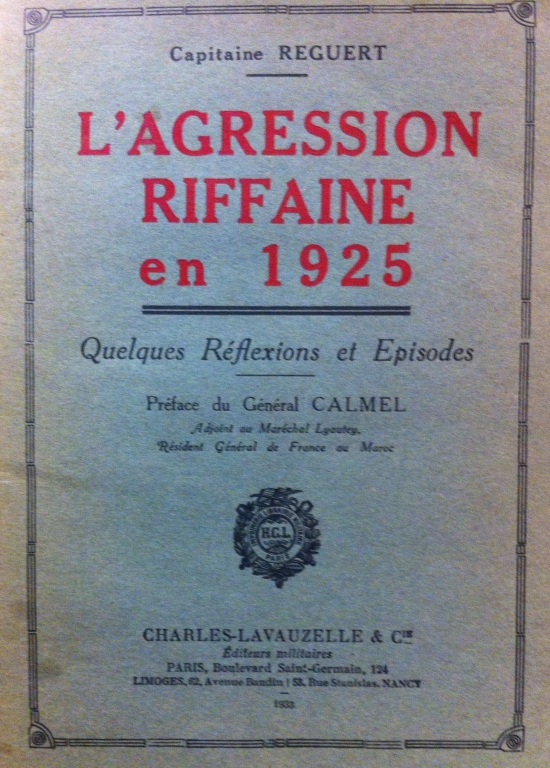 Capitaine REGUERT
L'AGRESSION
RIFFAINE
en 1925
Quelques Réflexions et Episodes
Préface du Général CALMEL
Adjoint au Maréchal Lyautey,
Résident Général de France au Maroc
H.C.L.
PARIS
CHARLES-LAVAUZELLE & Cie
Éditeurs militaires
PARIS, Boulevard Saint-Germain, 124
LIMOGES, 62, Avenue Baudin | 53, Rue Stanislas, NANCY
1933